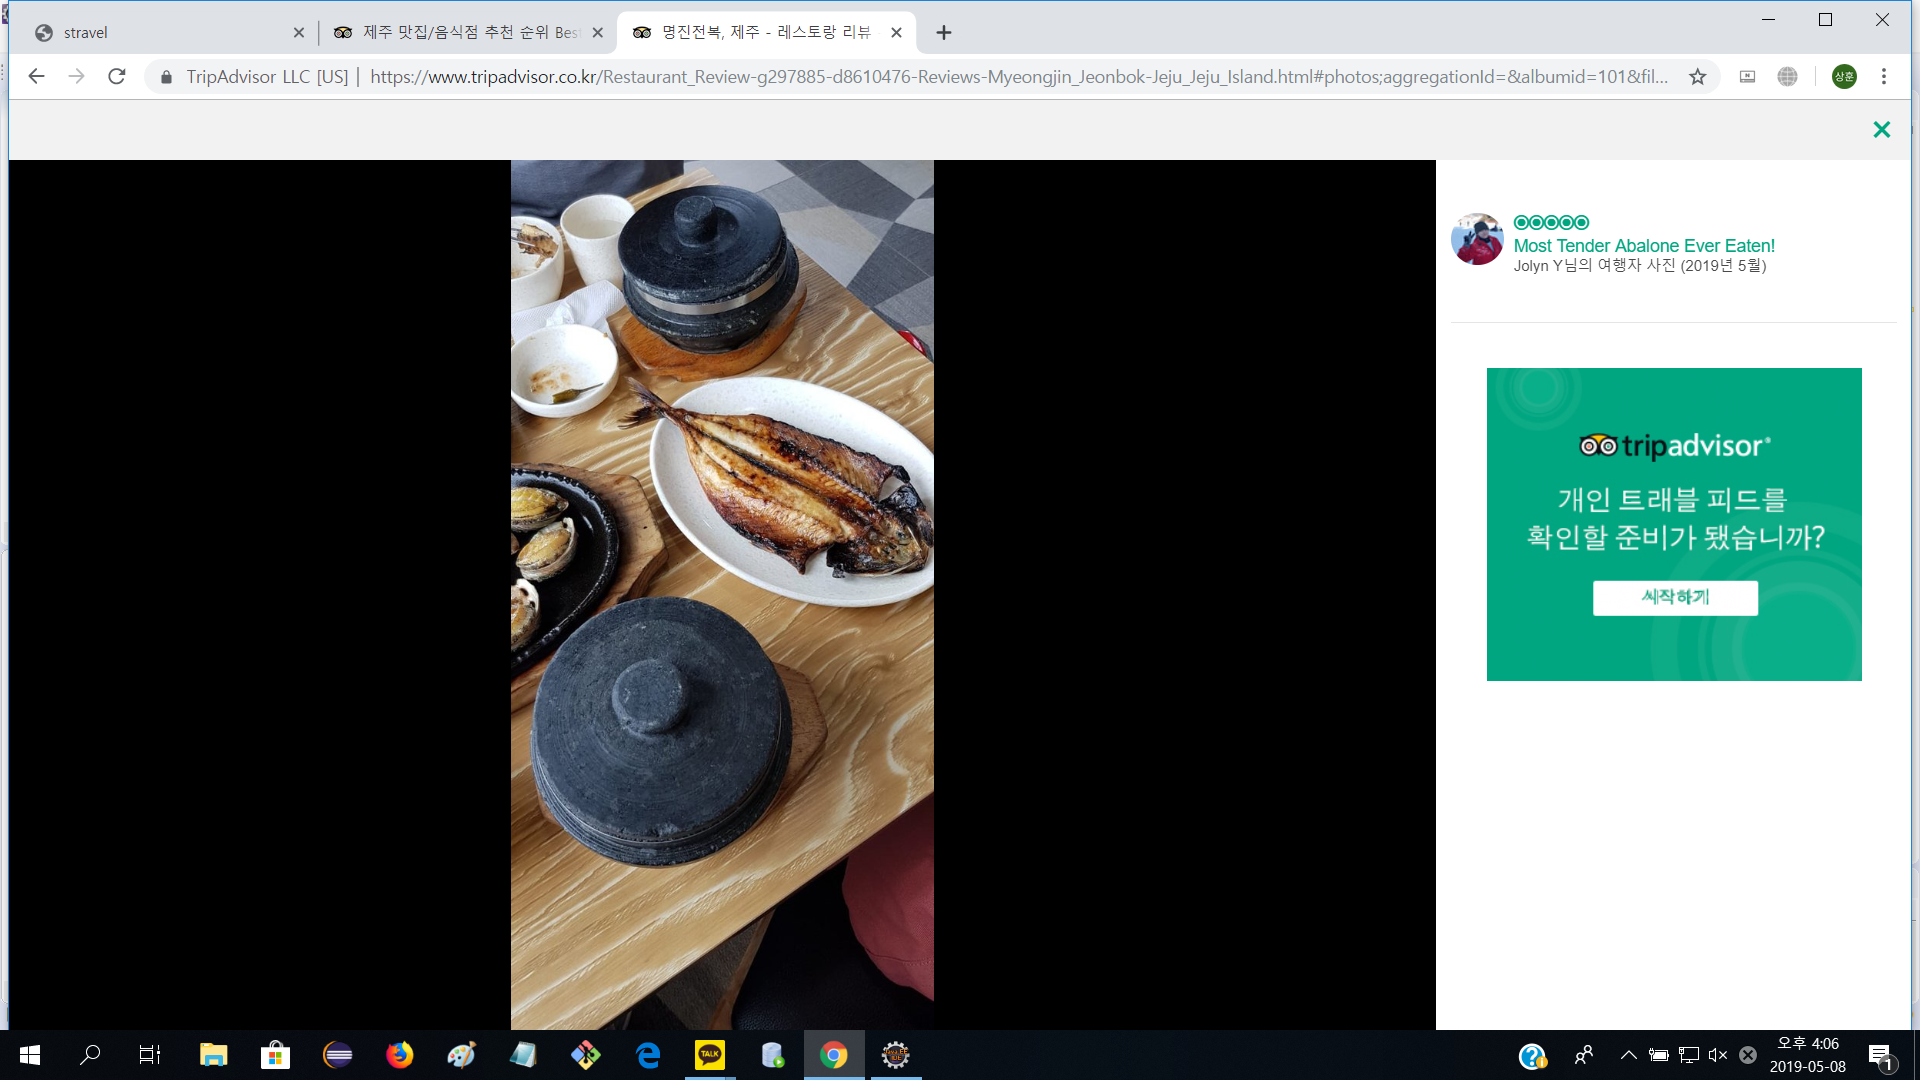 stravel
제주 맛집/음식점 추천 순위 Best
명진전복, 제주 - 레스토랑 리뷰
TripAdvisor LLC [US] | https://www.tripadvisor.co.kr/Restaurant_Review-g297885-d8610476-Reviews-Myeongjin_Jeonbok-Jeju_Jeju_Island.html#photos;aggregationId=&albumid=101&fil...
상훈
Most Tender Abalone Ever Eaten!
Jolyn Y님의 여행자 사진 (2019년 5월)
tripadvisor®
개인 트래블 피드를
확인할 준비가 됐습니까?
시작하기
TALK
오후 4:06
2019-05-08
1